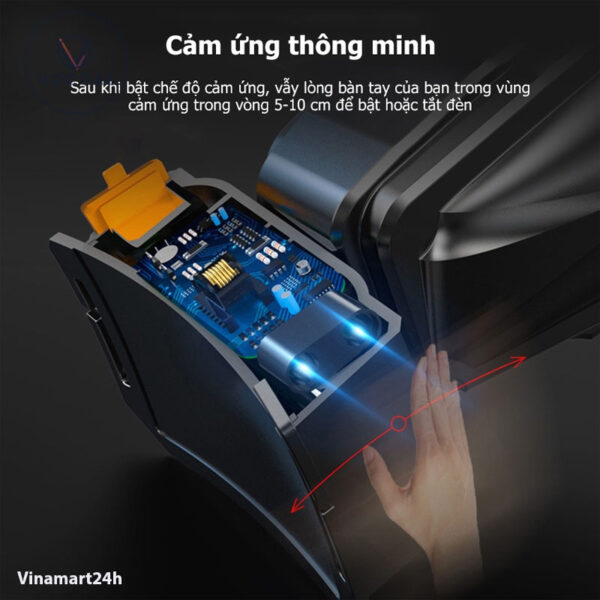 Cảm ứng thông minh
Sau khi bật chế độ cảm ứng, vẫy lòng bàn tay của bạn trong vùng
cảm ứng trong vòng 5-10 cm để bật hoặc tắt đèn
Vinamart24h